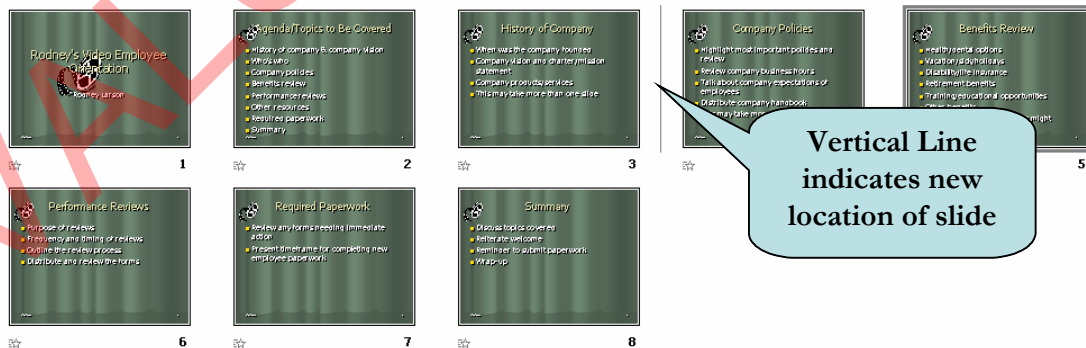 Rodney's Video Employee
Orientation
Rodney Larson
1
Agenda/Topics to Be Covered
History of company & company vision
Who's who
Company policies
Benefits review
Performance reviews
Other resources
Required paperwork
Summary
2
History of Company
When was the company founded
Company vision and charter/mission
statement
Company products/services
This may take more than one slide
3
Company Policies
Highlight most important policies and
review
Review company business hours
Talk about company expectations of
employees
Distribute company handbook
may take mo
Benefits Review
Health/dental options
Vacation/sick/holidays
Disability/life insurance
Retirement benefits
Training/educational opportunities
Other benefits
might
5
Vertical Line
indicates new
location of slide
Performance Reviews
Purpose of reviews
Frequency and timing of reviews
Outline the review process
Distribute and review the forms
6
Required Paperwork
Review any forms needing immediate
action
Present timeframe for completing new
employee paperwork
7
Summary
Discuss topics covered
Reiterate welcome
Reminder to submit paperwork
Wrap-up
8